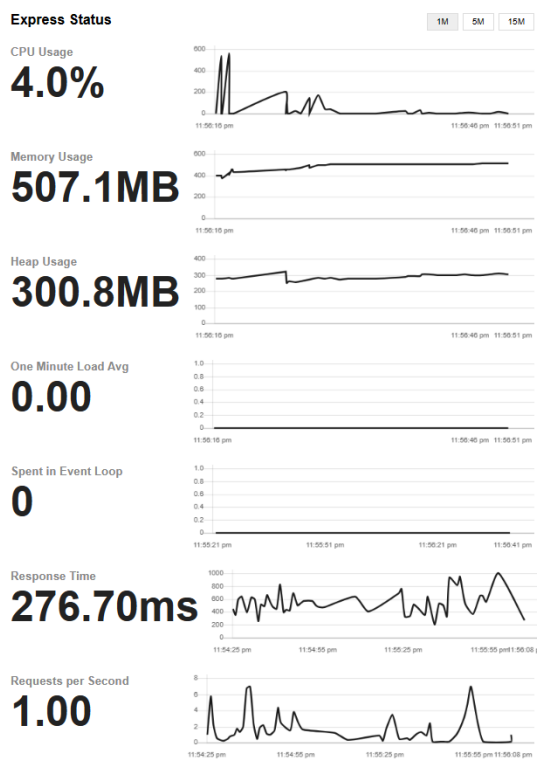 Express Status
1M 5M 15M
CPU Usage
4.0%
600
400
200
0
11:56:16 pm 11:56:46 pm 11:56:51 pm
Memory Usage
507.1MB
600
400
200
0
11:56:16 pm 11:56:46 pm 11:56:51 pm
Heap Usage
300.8MB
400
300
200
100
0
11:56:16 pm 11:56:46 pm 11:56:51 pm
One Minute Load Avg
0.00
1.0
0.8
0.6
0.4
0.2
0
11:56:16 pm 11:56:46 pm 11:56:51 pm
Spent in Event Loop
0
1.0
0.8
0.6
0.4
0.2
0
11:55:21 pm 11:55:51 pm 11:56:21 pm 11:56:41 pm
Response Time
276.70ms
1000
800
600
400
200
0
11:54:25 pm 11:54:55 pm 11:55:25 pm 11:55:55 pm 11:56:08 p
Requests per Second
1.00
8
6
4
2
0
11:54:25 pm 11:54:55 pm 11:55:25 pm 11:55:55 pm 11:56:08 pm